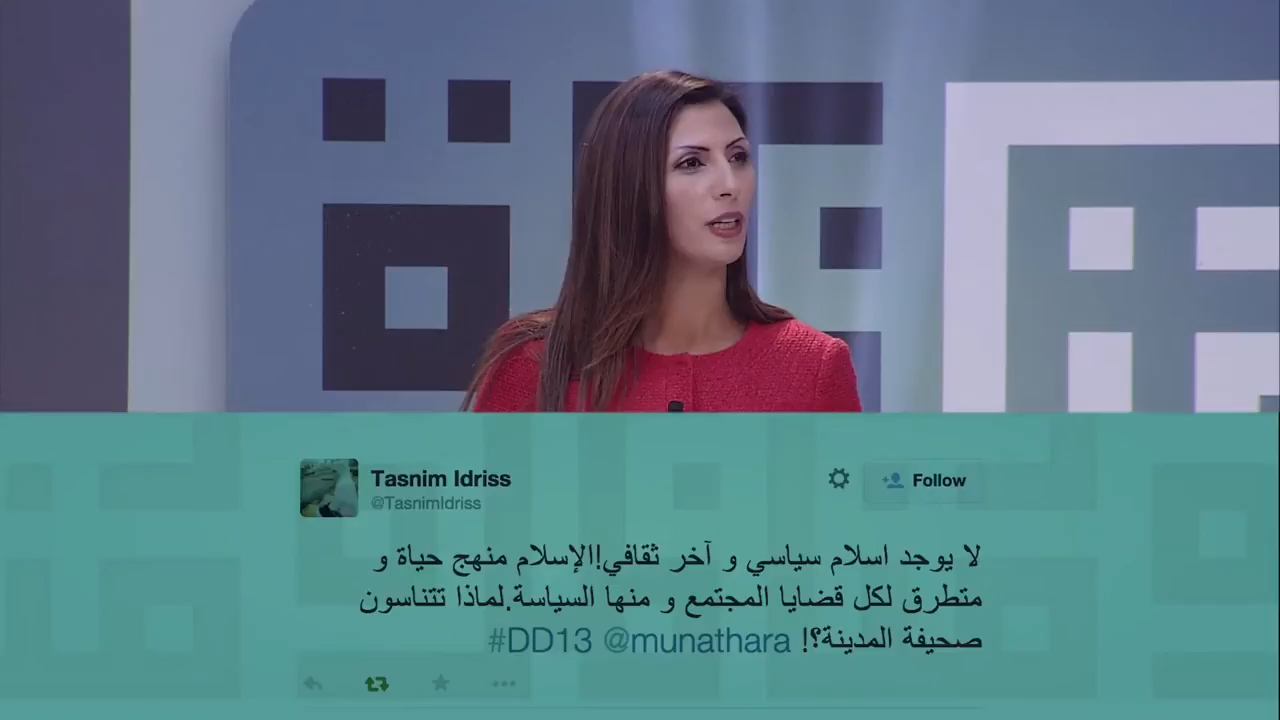 Tasnim Idriss
@TasnimIdriss
Follow
لا يوجد اسلام سياسي و آخر ثقافي!الإسلام منهج حياة و
متطرق لكل قضايا المجتمع و منها السياسة.لماذا تتناسون
صحيفة المدينة؟! @munathara #DD13